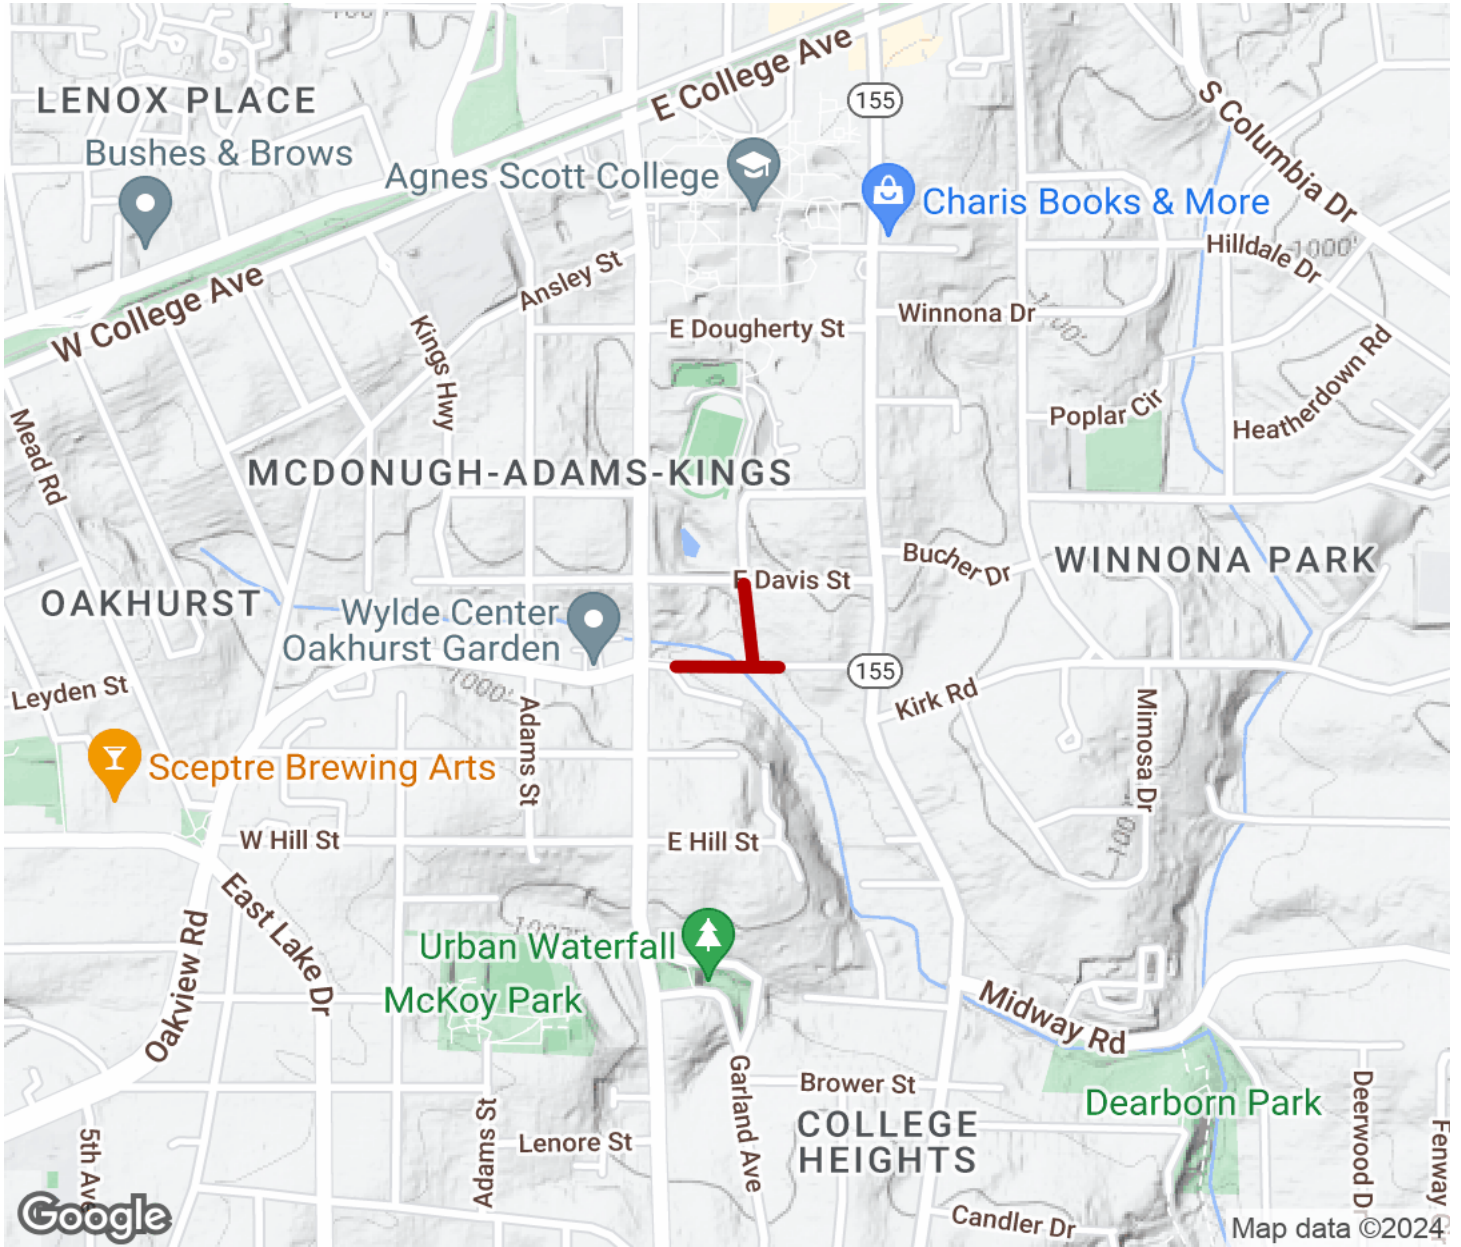 1000'
E College Ave
LENOX PLACE
155
S Columbia Dr
Bushes & Brows
Agnes Scott College
Charis Books & More
Hilldale Dr
1000'
W College Ave
Ansley St
Winnona Dr
1000'
E Dougherty St
Kings Hwy
Heatherdown Rd
Poplar Cir
Mead Rd
MCDONUGH-ADAMS-KINGS
Bucher Dr
WINNONA PARK
E Davis St
OAKHURST
Wylde Center
Oakhurst Garden
155
Leyden St
1000'
Kirk Rd
Adams St
Mimosa Dr
Sceptre Brewing Arts
W Hill St
E Hill St
East Lake Dr
Oakview Rd
Urban Waterfall
McKoy Park
Midway Rd
Garland Ave
Brower St
Dearborn Park
Deerwood Dr
COLLEGE
HEIGHTS
Lenore St
Adams St
5th Ave
Fenway
Candler Dr
Google
Map data ©2024